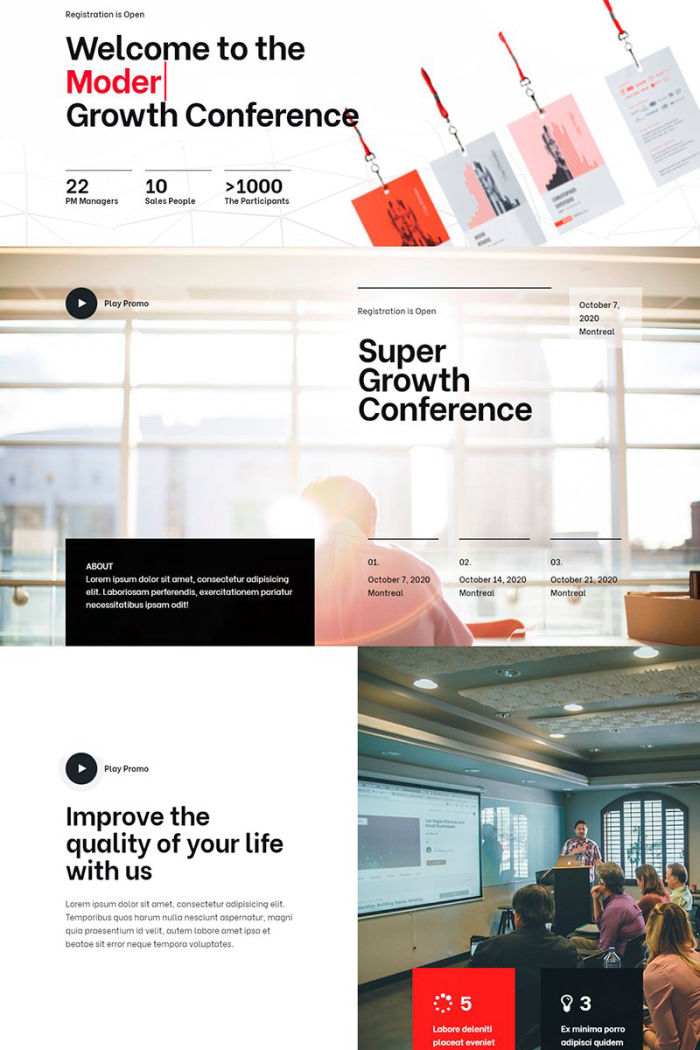 Registration is Open
Welcome to the
Moder
Growth Conference
22
PM Managers
10
Sales People
>1000
The Participants
Play Promo
Registration is Open
October 7,
2020
Montreal
Super
Growth
Conference
ABOUT
Lorem ipsum dolor sit amet, consectetur adipisicing
elit. Laboriosam perferendis, exercitationem pariatur
necessitatibus ipsam odit!
01.
October 7, 2020
Montreal
02.
October 14, 2020
Montreal
03.
October 21, 2020
Montreal
Play Promo
Improve the
quality of your life
with us
Lorem ipsum dolor sit amet, consectetur adipisicing elit.
Temporibus quos harum nulla nesciunt aspernatur, magni
quia praesentium id velit, autem labore amet ipsa et
beatae sit error neque tempora voluptates.
5
Labore deleniti
placeat eveniet
3
Ex minima porro
adipisci quidem